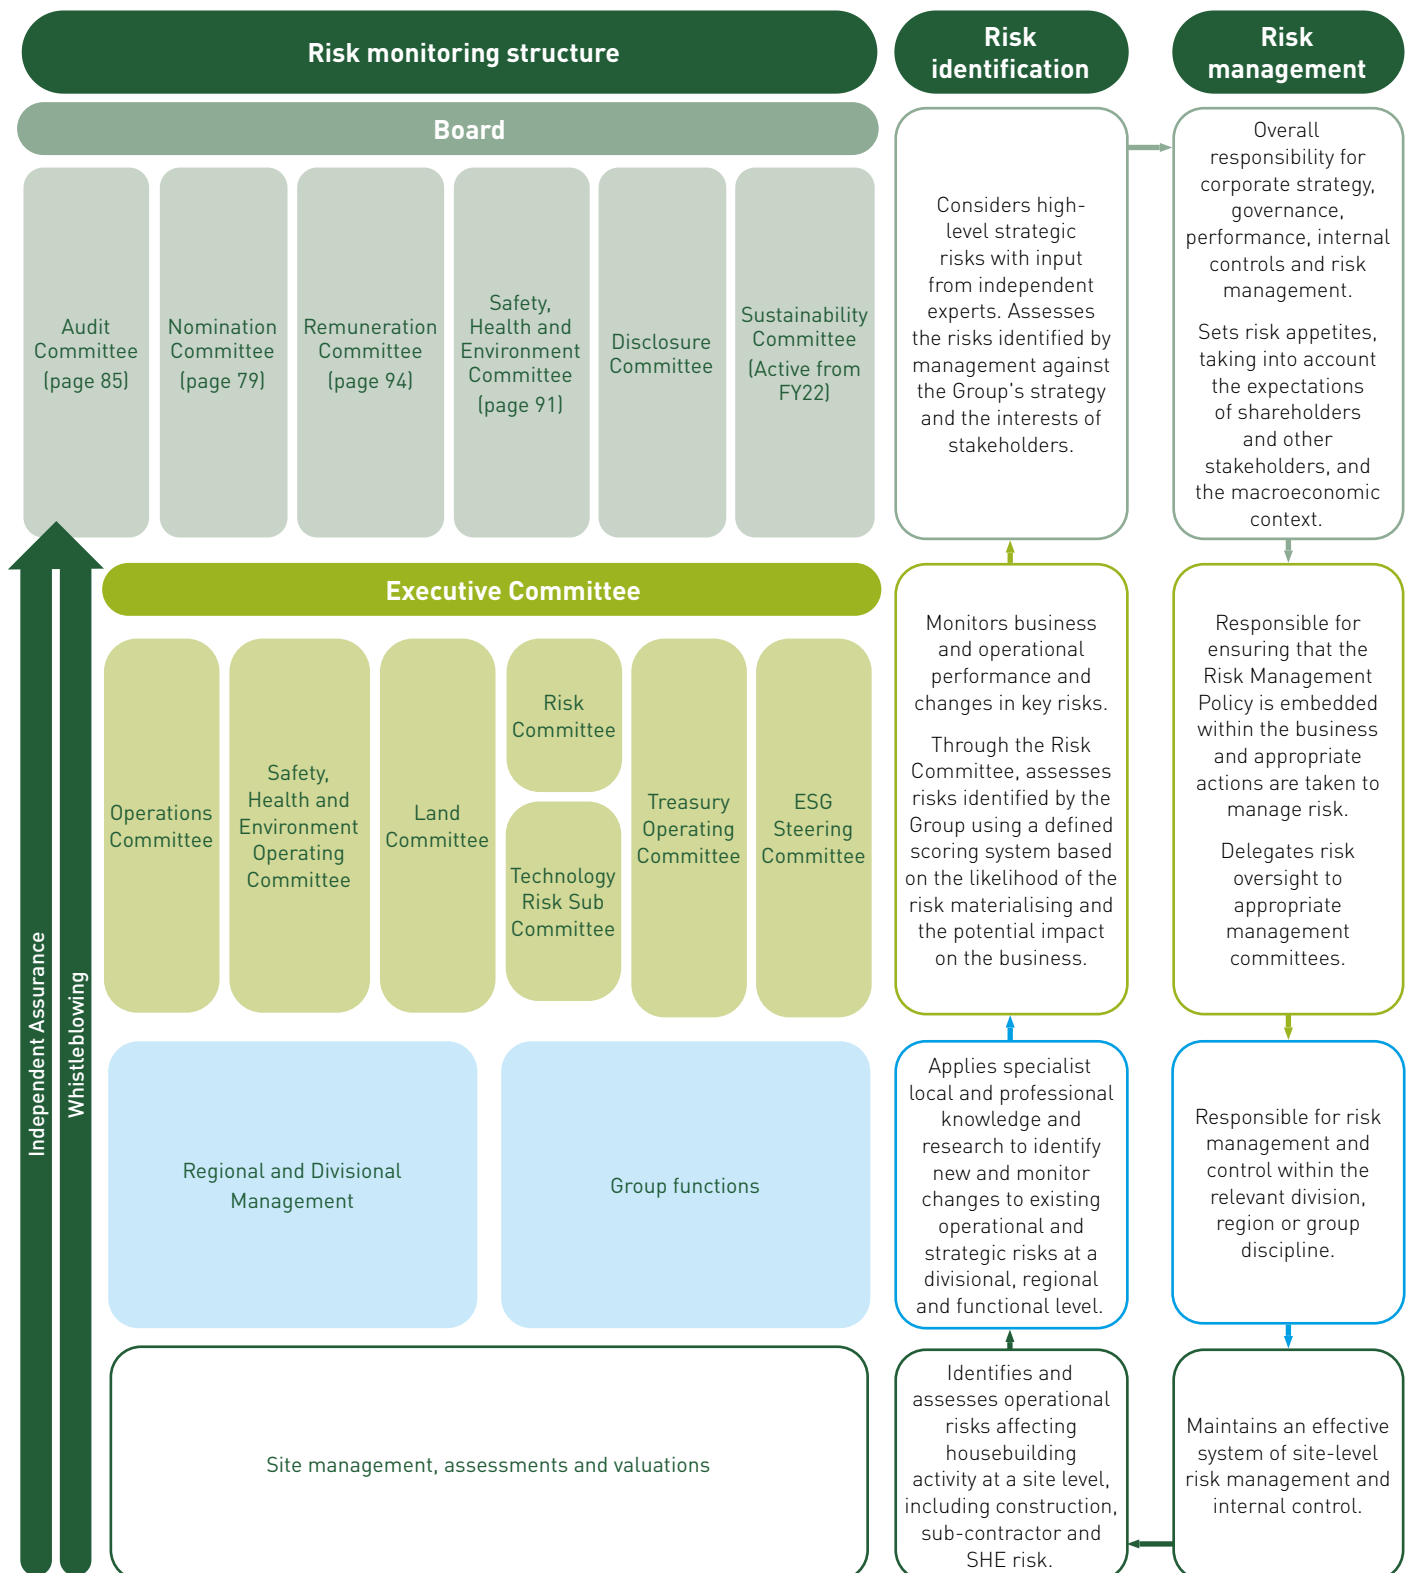 Risk monitoring structure
Risk
identification
Risk
management
Board
Audit
Committee
(page 85)
Nomination
Committee
(page 79)
Remuneration
Committee
(page 94)
Safety,
Health and
Environment
Committee
(page 91)
Disclosure
Committee
Sustainability
Committee
(Active from
FY22)
Considers high-
level strategic
risks with input
from independent
experts. Assesses
the risks identified by
management against
the Group's strategy
and the interests of
stakeholders.
Overall
responsibility for
corporate strategy,
governance,
performance, internal
controls and risk
management.
Sets risk appetites,
taking into account
the expectations
of shareholders
and other
stakeholders, and
the macroeconomic
context.
Executive Committee
Operations
Committee
Safety,
Health and
Environment
Operating
Committee
Land
Committee
Risk
Committee
Technology
Risk Sub
Committee
Treasury
Operating
Committee
ESG
Steering
Committee
Monitors business
and operational
performance and
changes in key risks.
Through the Risk
Committee, assesses
risks identified by the
Group using a defined
scoring system based
on the likelihood of the
risk materialising and
the potential impact
on the business.
Responsible for
ensuring that the
Risk Management
Policy is embedded
within the business
and appropriate
actions are taken to
manage risk.
Delegates risk
oversight to
appropriate
management
committees.
Independent Assurance
Whistleblowing
Regional and Divisional
Management
Group functions
Applies specialist
local and professional
knowledge and
research to identify
new and monitor
changes to existing
operational and
strategic risks at a
divisional, regional
and functional level.
Responsible for risk
management and
control within the
relevant division,
region or group
discipline.
Site management, assessments and valuations
Identifies and
assesses operational
risks affecting
housebuilding
activity at a site level,
including construction,
sub-contractor and
SHE risk.
Maintains an effective
system of site-level
risk management and
internal control.